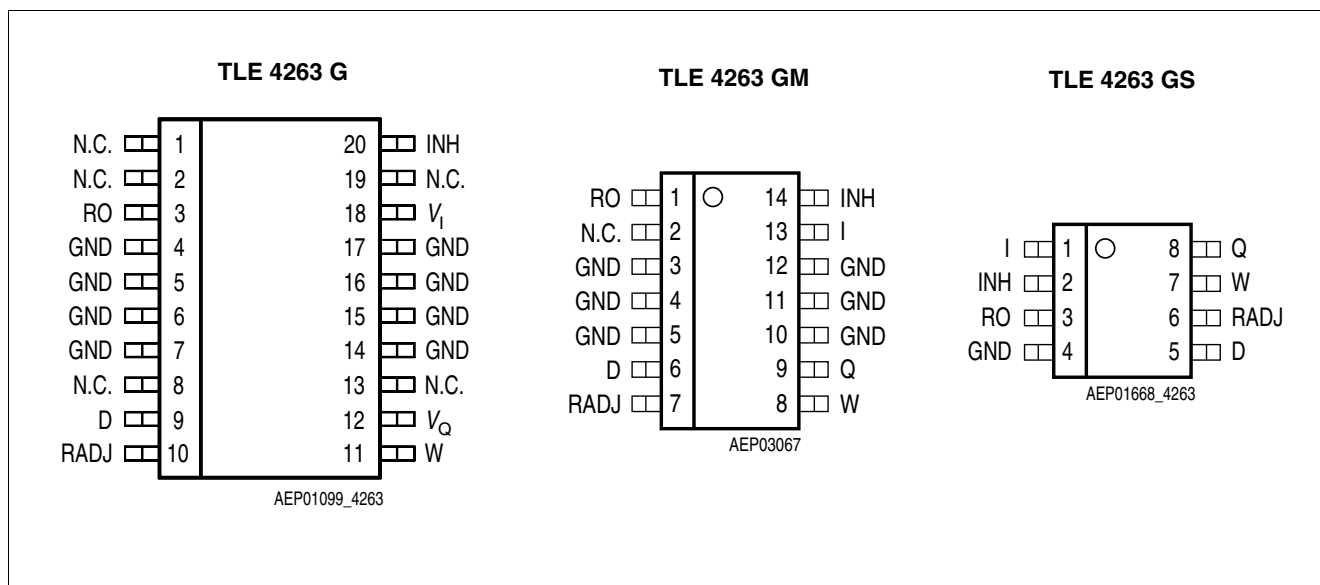 TLE 4263 G
N.C. 1 20 INH
N.C. 2 19 N.C.
RO 3 18 VI
GND 4 17 GND
GND 5 16 GND
GND 6 15 GND
GND 7 14 GND
N.C. 8 13 N.C.
D 9 12 VQ
RADJ 10 11 W
AEP01099_4263
TLE 4263 GM
RO 1 14 INH
N.C. 2 13 I
GND 3 12 GND
GND 4 11 GND
GND 5 10 GND
D 6 9 Q
RADJ 7 8 W
AEP03067
TLE 4263 GS
I 1 8 Q
INH 2 7 W
RO 3 6 RADJ
GND 4 5 D
AEP01668_4263